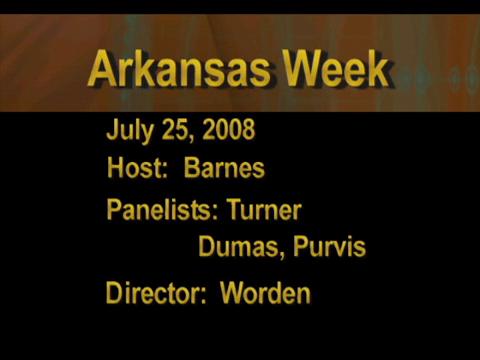 Arkansas Week
July 25, 2008
Host: Barnes
Panelists: Turner
Dumas, Purvis
Director: Worden